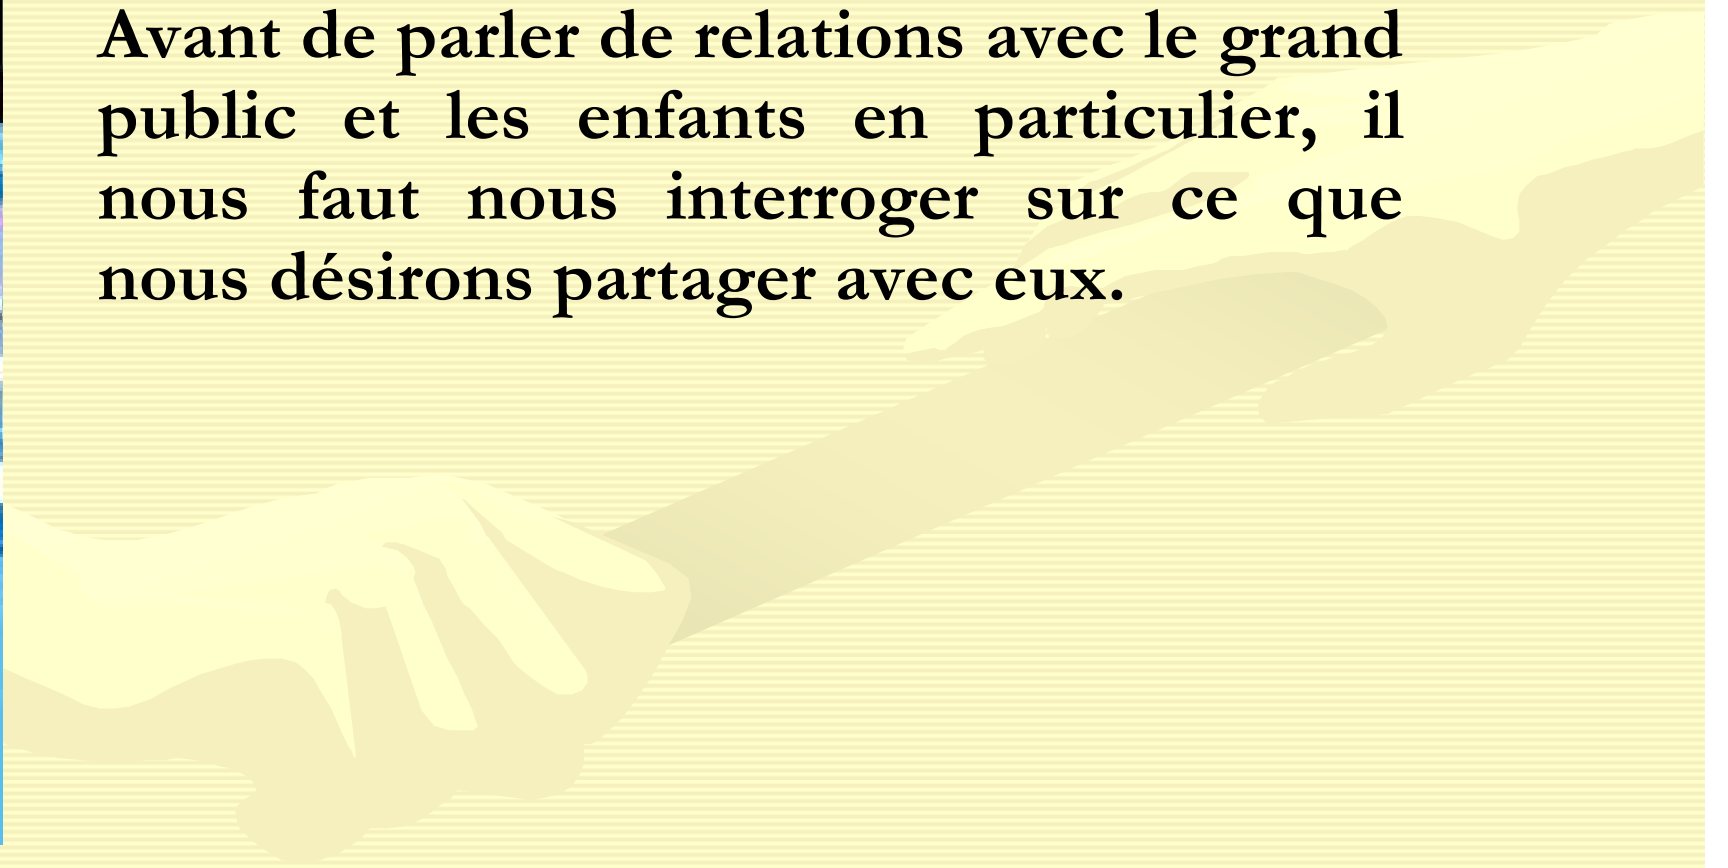 Avant de parler de relations avec le grand
public et les enfants en particulier, il
nous faut nous interroger sur ce que
nous désirons partager avec eux.